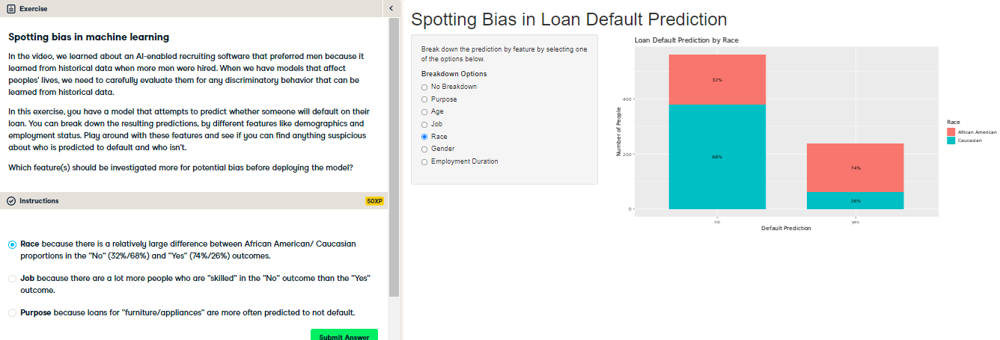 Exercise
Spotting bias in machine learning
In the video, we learned about an AI-enabled recruiting software that preferred men because it
learned from historical data when more men were hired. When we have models that affect
peoples' lives, we need to carefully evaluate them for any discriminatory behavior that can be
learned from historical data.
In this exercise, you have a model that attempts to predict whether someone will default on their
loan. You can break down the resulting predictions, by different features like demographics and
employment status. Play around with these features and see if you can find anything suspicious
about who is predicted to default and who isn't.
Which feature(s) should be investigated more for potential bias before deploying the model?
Instructions
50XP
Race because there is a relatively large difference between African American/ Caucasian
proportions in the "No" (32%/68%) and "Yes" (74%/26%) outcomes.
Job because there are a lot more people who are "skilled" in the "No" outcome than the "Yes"
outcome.
Purpose because loans for "furniture/appliances" are more often predicted to not default.
Submit Answer
Spotting Bias in Loan Default Prediction
Break down the prediction by feature by selecting one
of the options below.
Breakdown Options
No Breakdown
Purpose
Age
Job
Race
Gender
Employment Duration
Loan Default Prediction by Race
Number of People
400
200
0
32%
68%
74%
26%
no
yes
Default Prediction
Race
African American
Caucasian